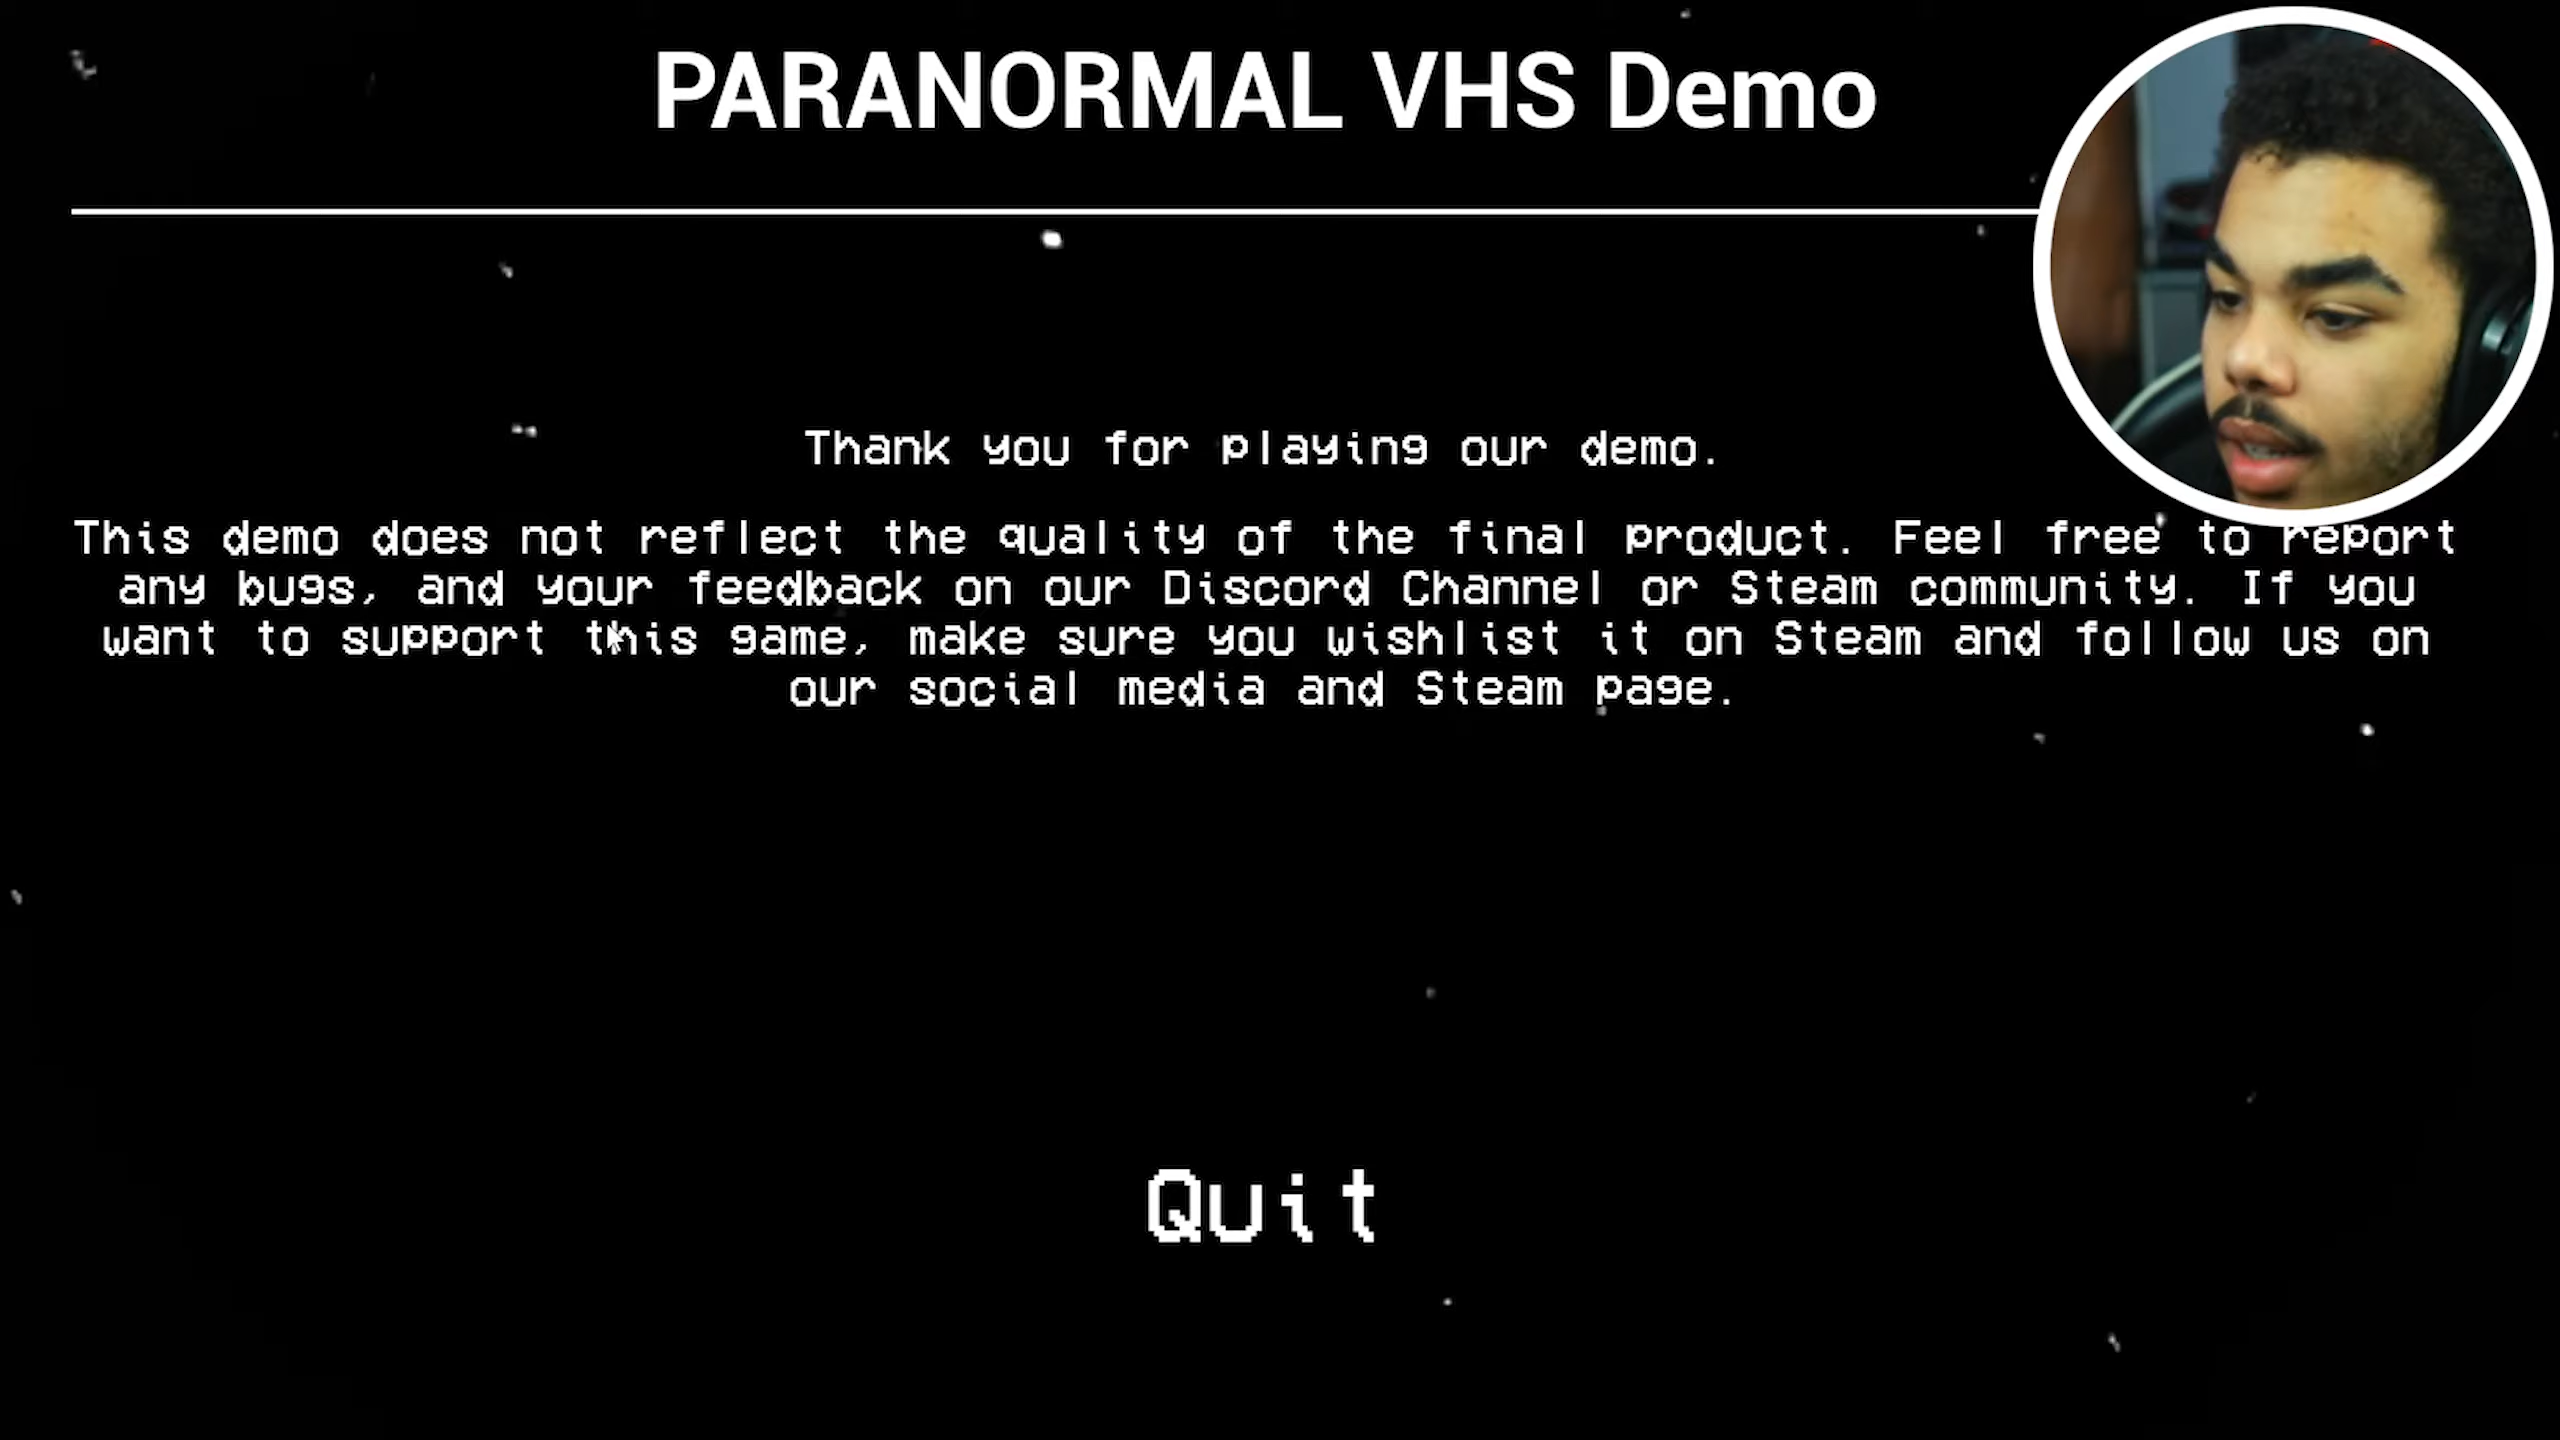 PARANORMAL VHS Demo
Thank you for playing our demo.
This demo does not reflect the quality of the final product. Feel free to report
any bugs, and your feedback on our Discord Channel or Steam community. If you
want to support this game, make sure you wishlist it on Steam and follow us on
our social media and Steam page.
Quit